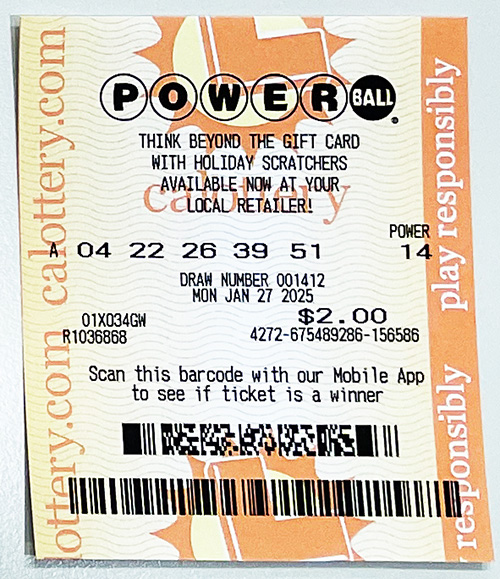 POWERBALL
THINK BEYOND THE GIFT CARD
WITH HOLIDAY SCRATCHERS
AVAILABLE NOW AT YOUR
LOCAL RETAILER!
calottery
POWER
A 04 22 26 39 51 14
DRAW NUMBER 001412
MON JAN 27 2025
01X034GW $2.00
R1036868 4272-675489286-156586
Scan this barcode with our Mobile App
to see if ticket is a winner
calottery.com
lottery.com
play responsibly
responsibly